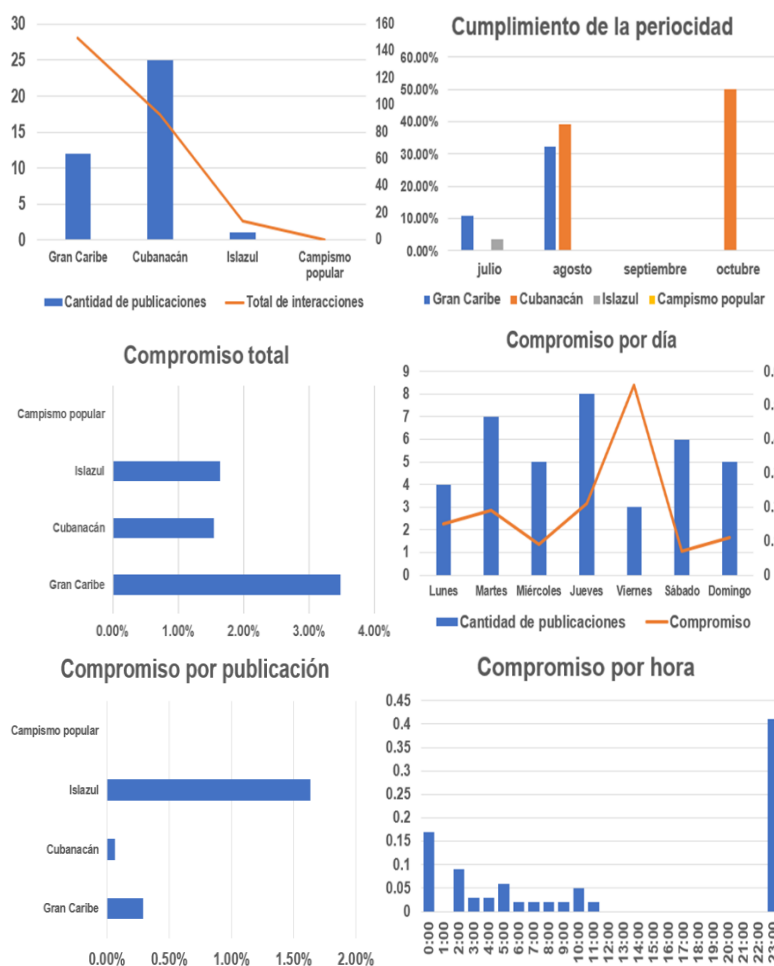 30
25
20
15
10
5
0
160
140
120
100
80
60
40
20
0
Gran Caribe Cubanacán Islazul Campismo
popular
Cantidad de publicaciones Total de interacciones
Cumplimiento de la periocidad
60.00%
50.00%
40.00%
30.00%
20.00%
10.00%
0.00%
julio agosto septiembre octubre
Gran Caribe Cubanacán Islazul Campismo popular
Compromiso total
Campismo popular
Islazul
Cubanacán
Gran Caribe
0.00% 1.00% 2.00% 3.00% 4.00%
Compromiso por día
9
8
7
6
5
4
3
2
1
0
Lunes Martes Miércoles Jueves Viernes Sábado Domingo
Cantidad de publicaciones Compromiso
Compromiso por publicación
Campismo popular
Islazul
Cubanacán
Gran Caribe
0.00% 0.50% 1.00% 1.50% 2.00%
Compromiso por hora
0.45
0.4
0.35
0.3
0.25
0.2
0.15
0.1
0.05
0
0:00 1:00 2:00 3:00 4:00 5:00 6:00 7:00 8:00 9:00 10:00 11:00 12:00 13:00 14:00 15:00 16:00 17:00 18:00 19:00 20:00 21:00 22:00